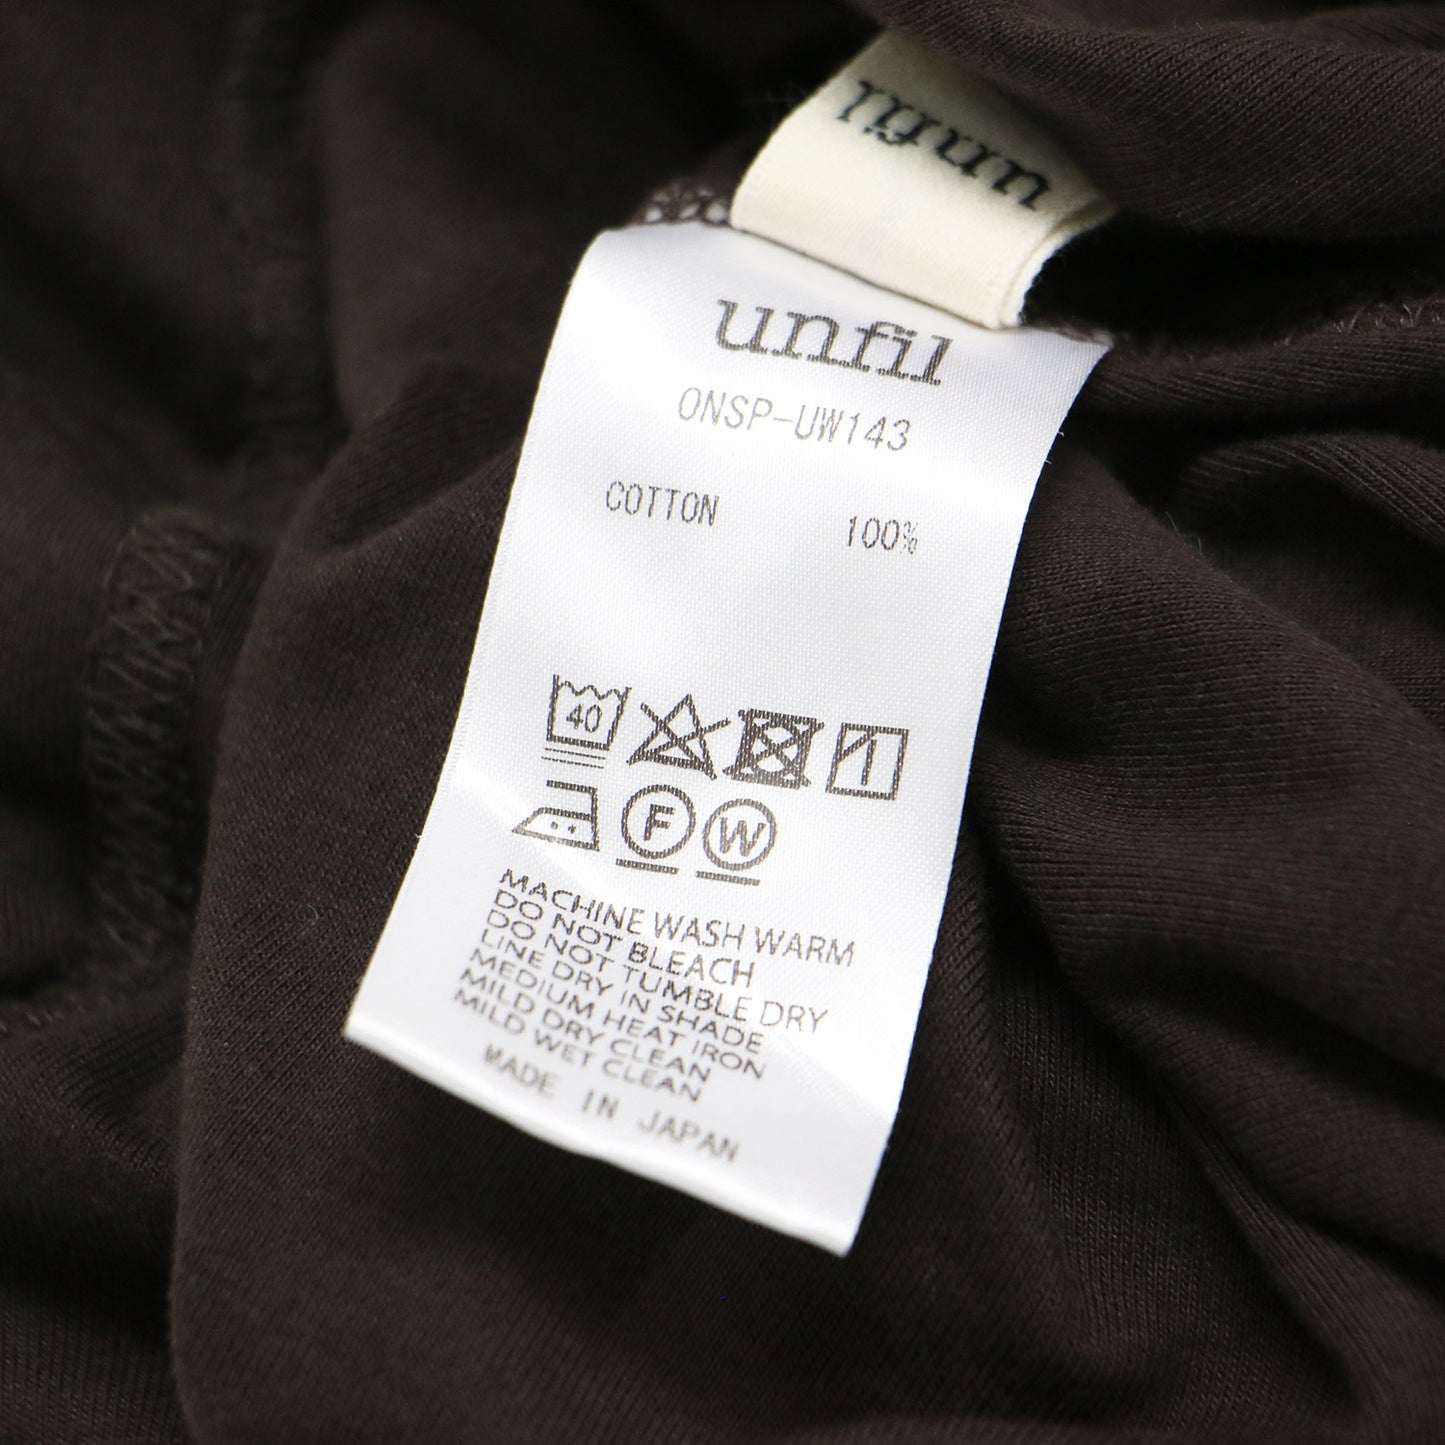 unfil
unfil
ONSP-UW143
COTTON 100%
40
F W
MACHINE WASH WARM
DO NOT BLEACH
DO NOT TUMBLE DRY
LINE DRY IN SHADE
MEDIUM HEAT IRON
MILD DRY CLEAN
MILD WET CLEAN
MADE IN JAPAN